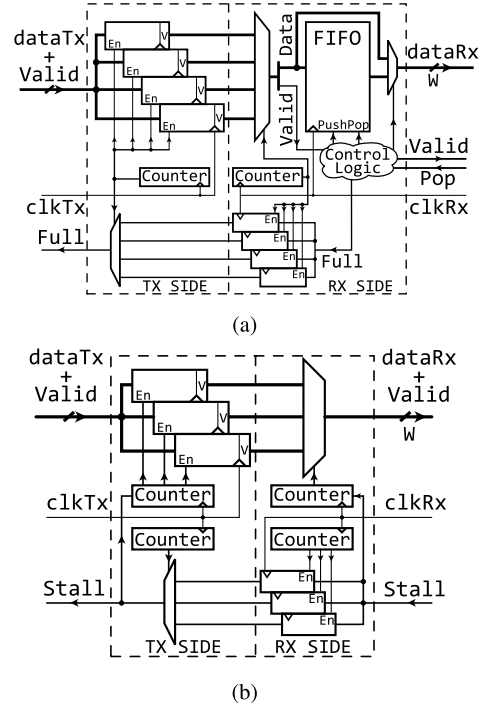 dataTx + Valid
En V
En
En
En V
Data
Valid
FIFO
PushPop
dataRx
W
Control Logic
Valid
Pop
Counter
Counter
clkTx
clkRx
Full
En
En
En
En
Full
TX SIDE
RX SIDE
(a)
dataTx + Valid
dataRx + Valid
En V
En
En V
W
Counter
Counter
clkTx
clkRx
Counter
Counter
Stall
En
En
En
Stall
TX SIDE
RX SIDE
(b)